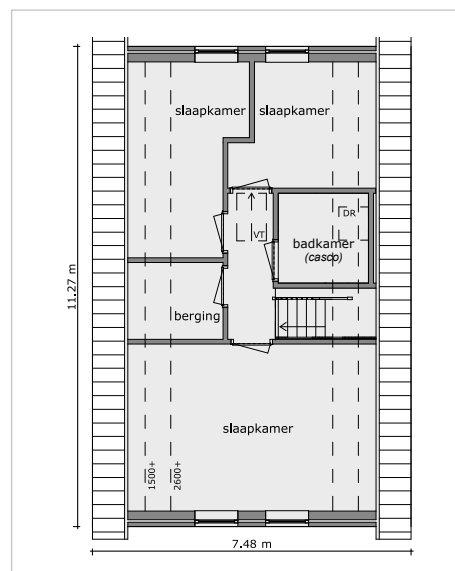 slaapkamer
slaapkamer
DR
VT
badkamer
(casco)
11.27 m
berging
slaapkamer
1500+
2600+
7.48 m